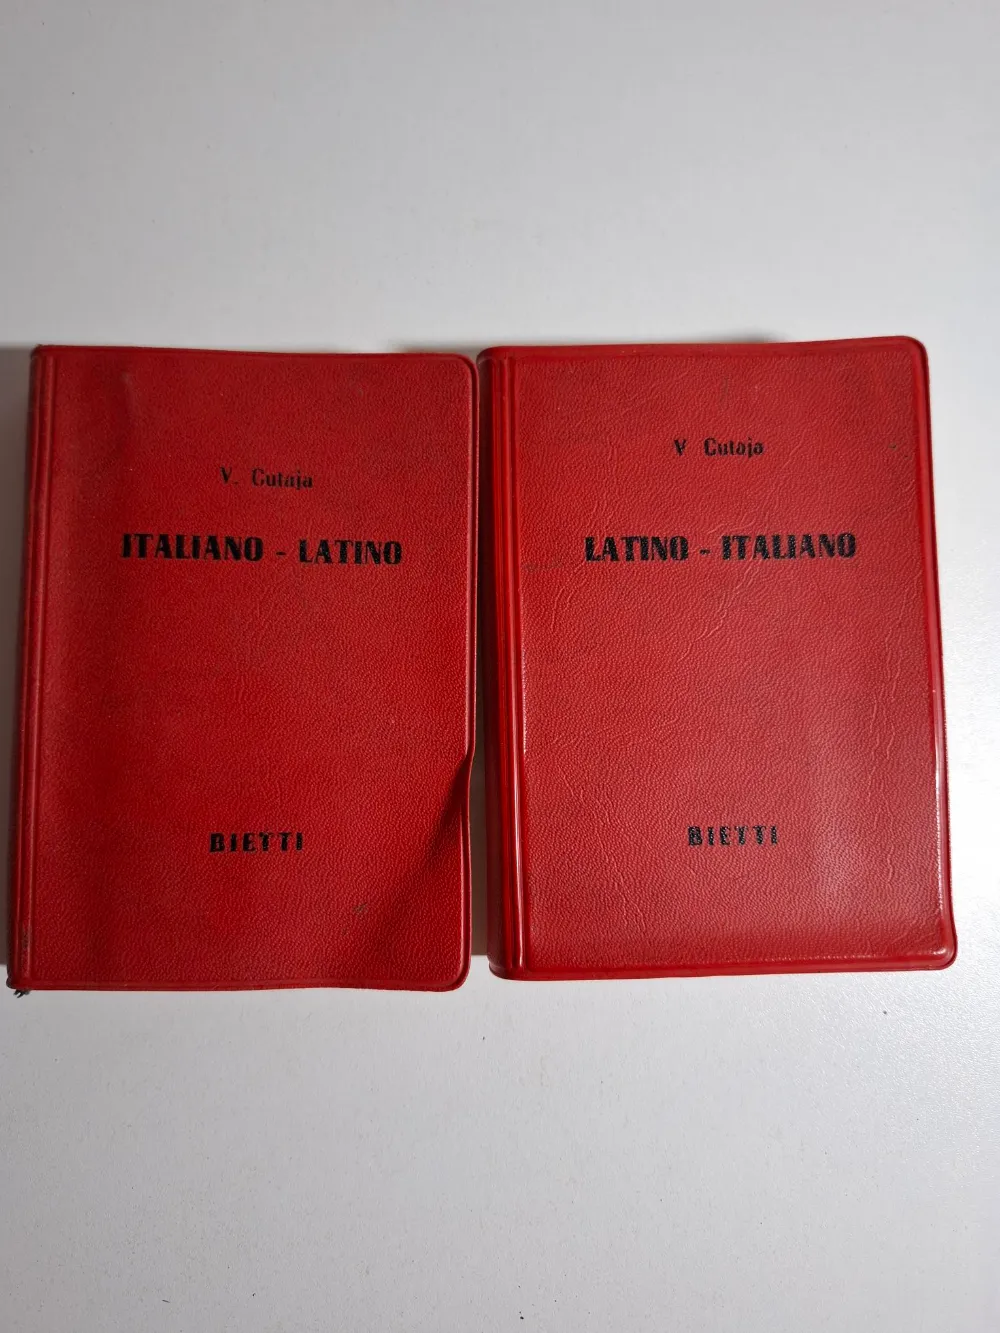 V. Cutaja
ITALIANO - LATINO
BIETTI
V Cutaja
LATINO - ITALIANO
BIETTI